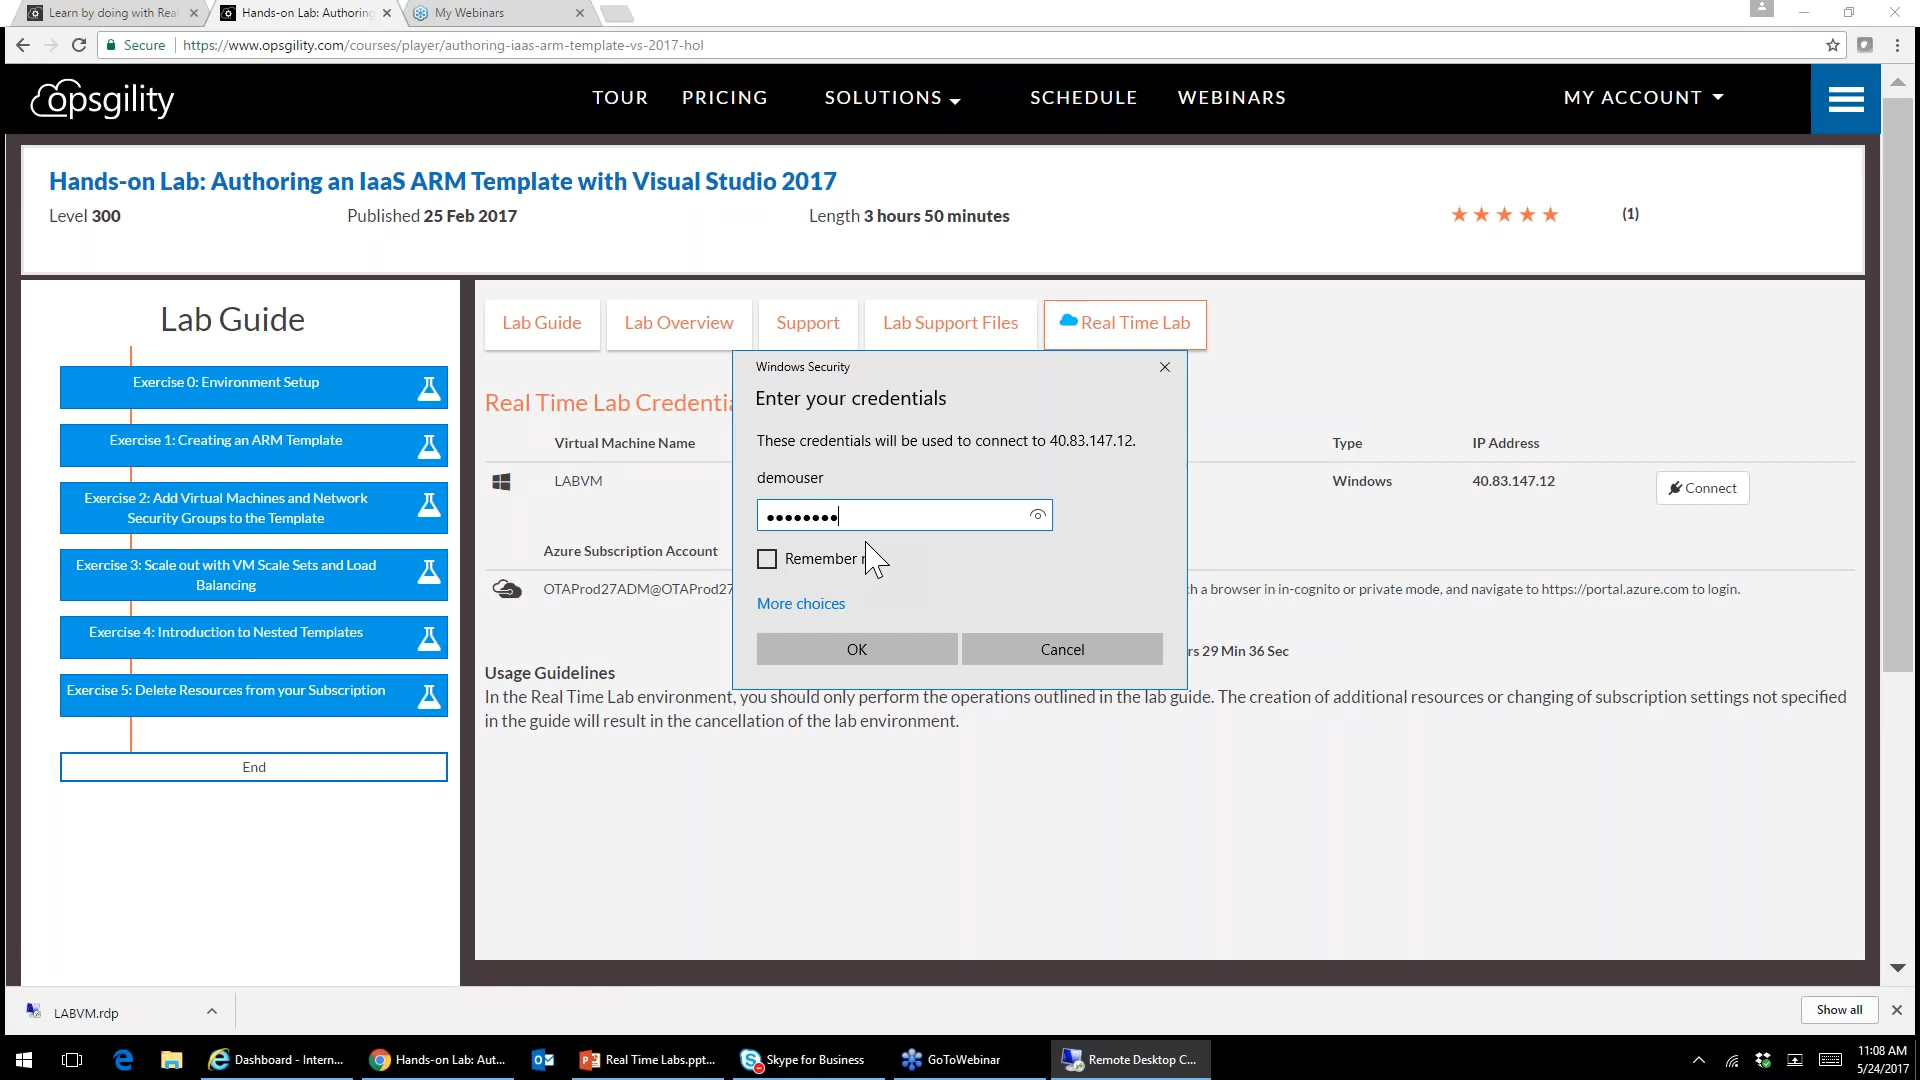 Learn by doing with Real
Hands-on Lab: Authoring
My Webinars
Secure
https://www.opsgility.com/courses/player/authoring-iaas-arm-template-vs-2017-hol
opsgility
TOUR
PRICING
SOLUTIONS
SCHEDULE
WEBINARS
MY ACCOUNT
Hands-on Lab: Authoring an IaaS ARM Template with Visual Studio 2017
Level 300
Published 25 Feb 2017
Length 3 hours 50 minutes
(1)
Lab Guide
Exercise 0: Environment Setup
Exercise 1: Creating an ARM Template
Exercise 2: Add Virtual Machines and Network
Security Groups to the Template
Exercise 3: Scale out with VM Scale Sets and Load
Balancing
Exercise 4: Introduction to Nested Templates
Exercise 5: Delete Resources from your Subscription
End
Lab Guide
Lab Overview
Support
Lab Support Files
Real Time Lab
Real Time Lab Credentia
Virtual Machine Name
Type
IP Address
LABVM
Windows
40.83.147.12
Connect
Azure Subscription Account
OTAProd27ADM@OTAProd27
h a browser in in-cognito or private mode, and navigate to https://portal.azure.com to login.
rs 29 Min 36 Sec
Usage Guidelines
In the Real Time Lab environment, you should only perform the operations outlined in the lab guide. The creation of additional resources or changing of subscription settings not specified
in the guide will result in the cancellation of the lab environment.
Windows Security
Enter your credentials
These credentials will be used to connect to 40.83.147.12.
demouser
Remember
More choices
OK
Cancel
LABVM.rdp
Show all
Dashboard - Intern...
Hands-on Lab: Aut...
Real Time Labs.ppt...
Skype for Business
GoToWebinar
Remote Desktop C...
11:08 AM
5/24/2017